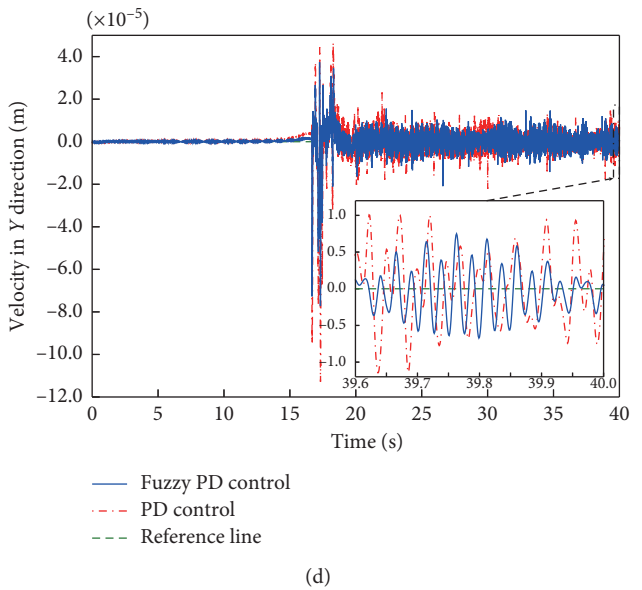 (×10⁻⁵)
4.0
2.0
0.0
−2.0
−4.0
−6.0
−8.0
−10.0
−12.0
Velocity in Y direction (m)
1.0
0.5
0.0
−0.5
−1.0
39.6 39.7 39.8 39.9 40.0
0 5 10 15 20 25 30 35 40
Time (s)
Fuzzy PD control
PD control
Reference line
(d)